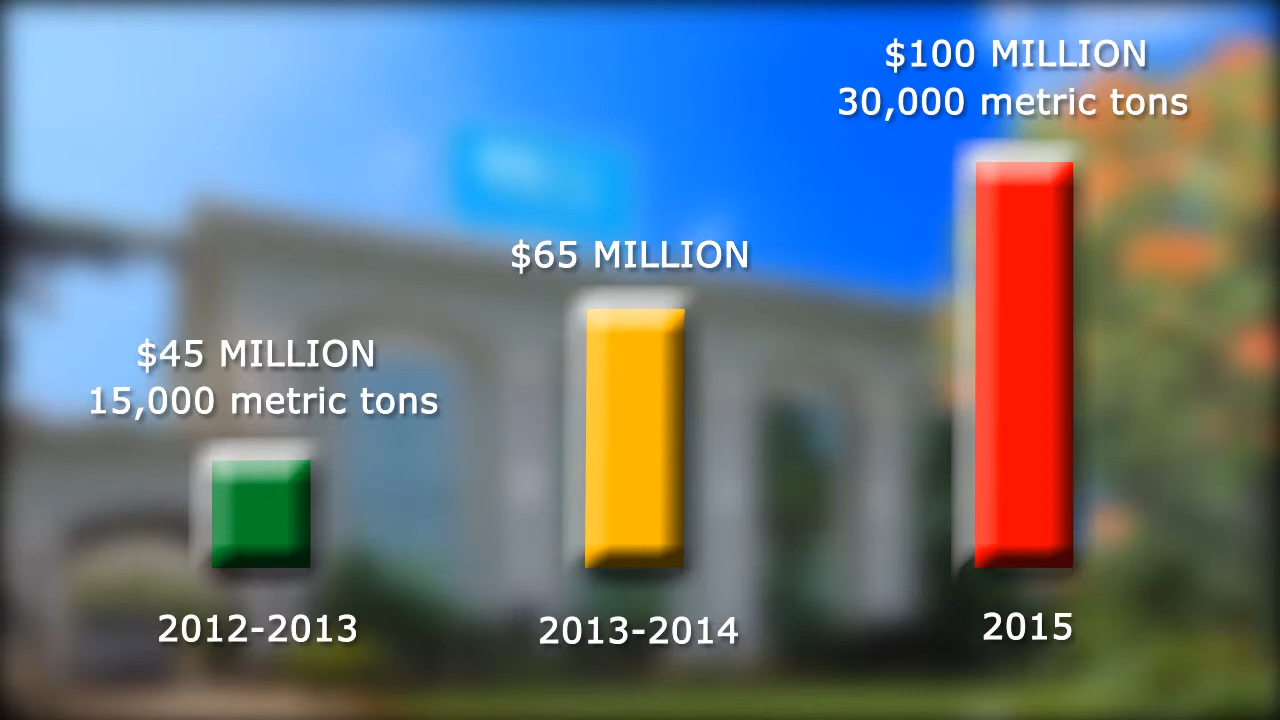 $100 MILLION
30,000 metric tons
$65 MILLION
$45 MILLION
15,000 metric tons
2012-2013
2013-2014
2015